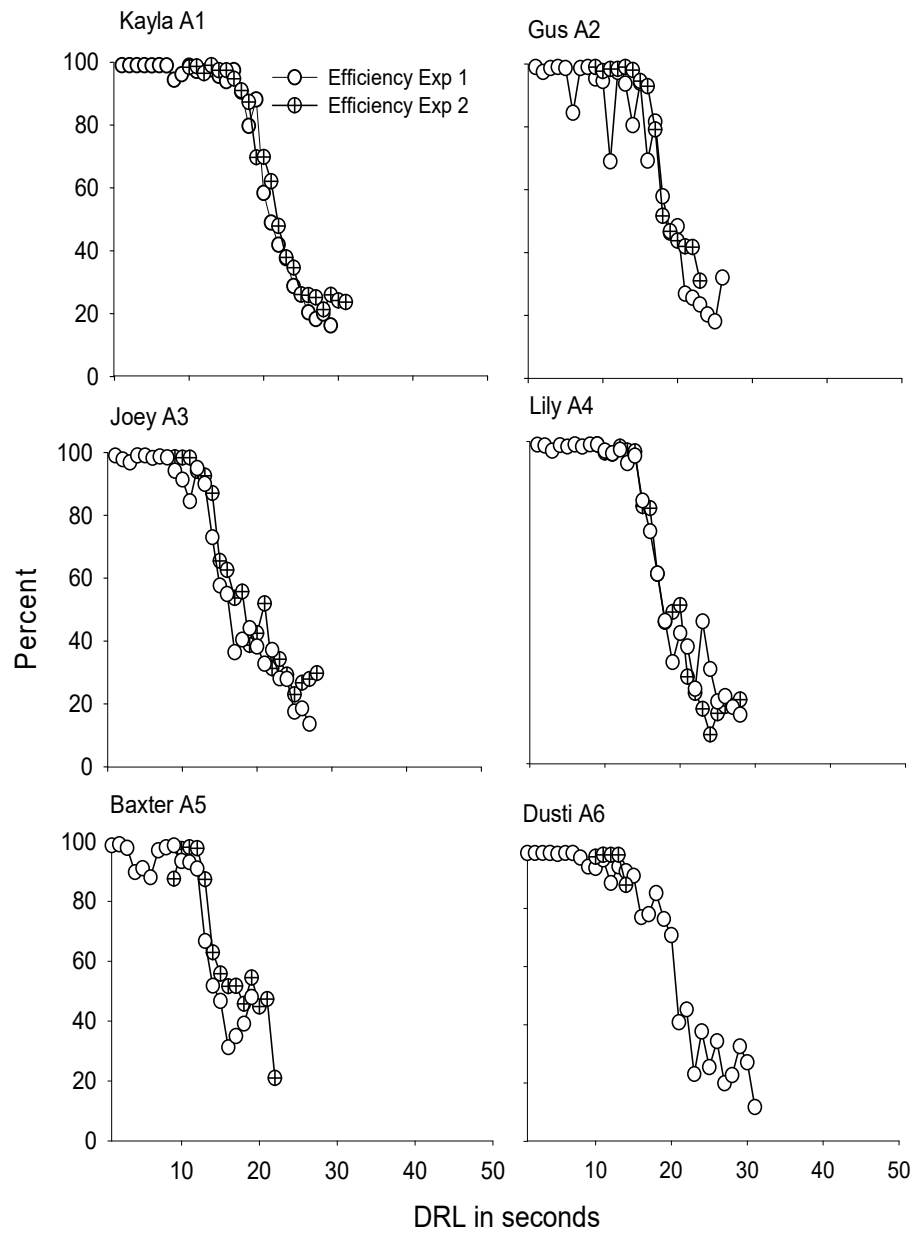 Kayla A1
Gus A2
100
80
60
40
20
0
Efficiency Exp 1
Efficiency Exp 2
Joey A3
Lily A4
100
80
60
40
20
0
Percent
Baxter A5
Dusti A6
100
80
60
40
20
0
10 20 30 40 50
10 20 30 40 50
DRL in seconds